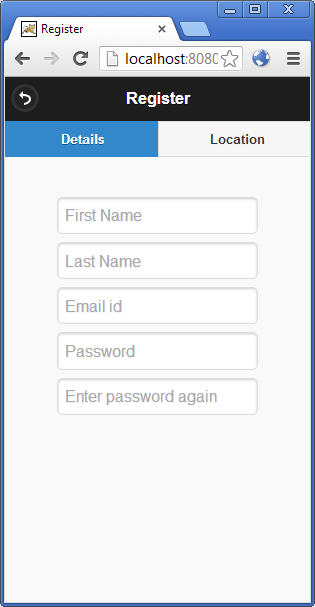 Register
localhost:8080
Register
Details Location
First Name
Last Name
Email id
Password
Enter password again